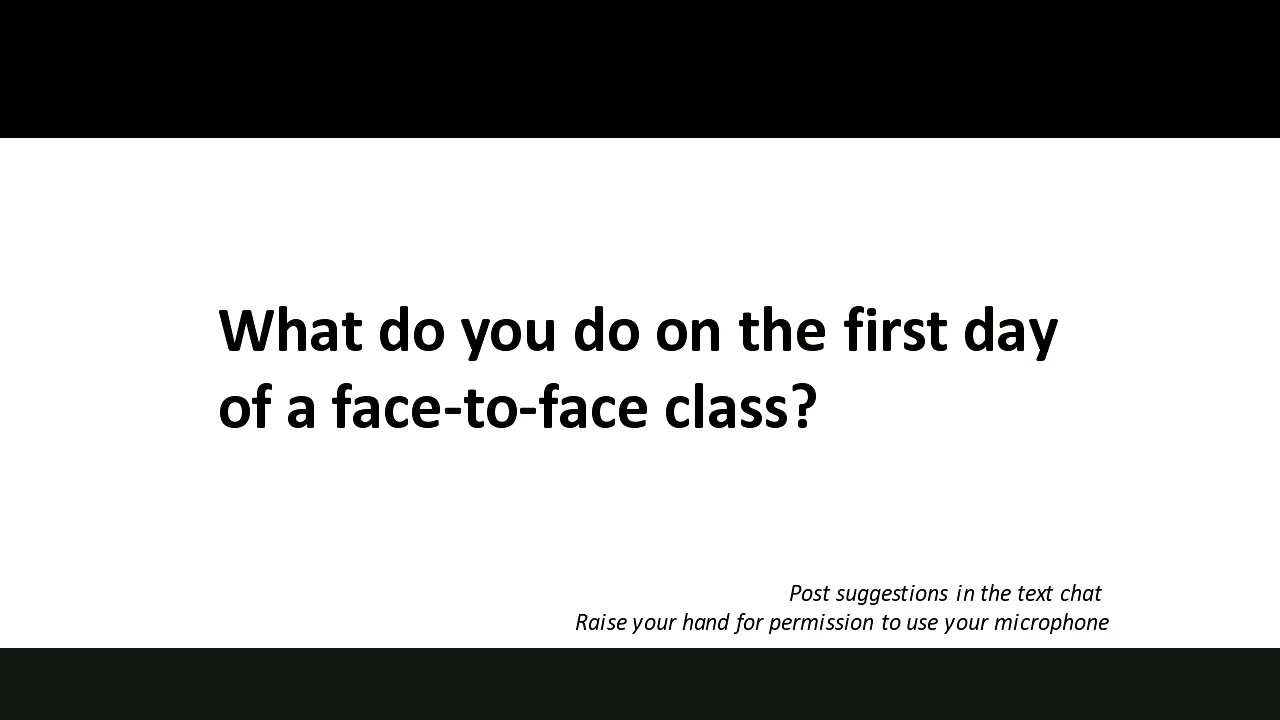 What do you do on the first day
of a face-to-face class?
Post suggestions in the text chat
Raise your hand for permission to use your microphone